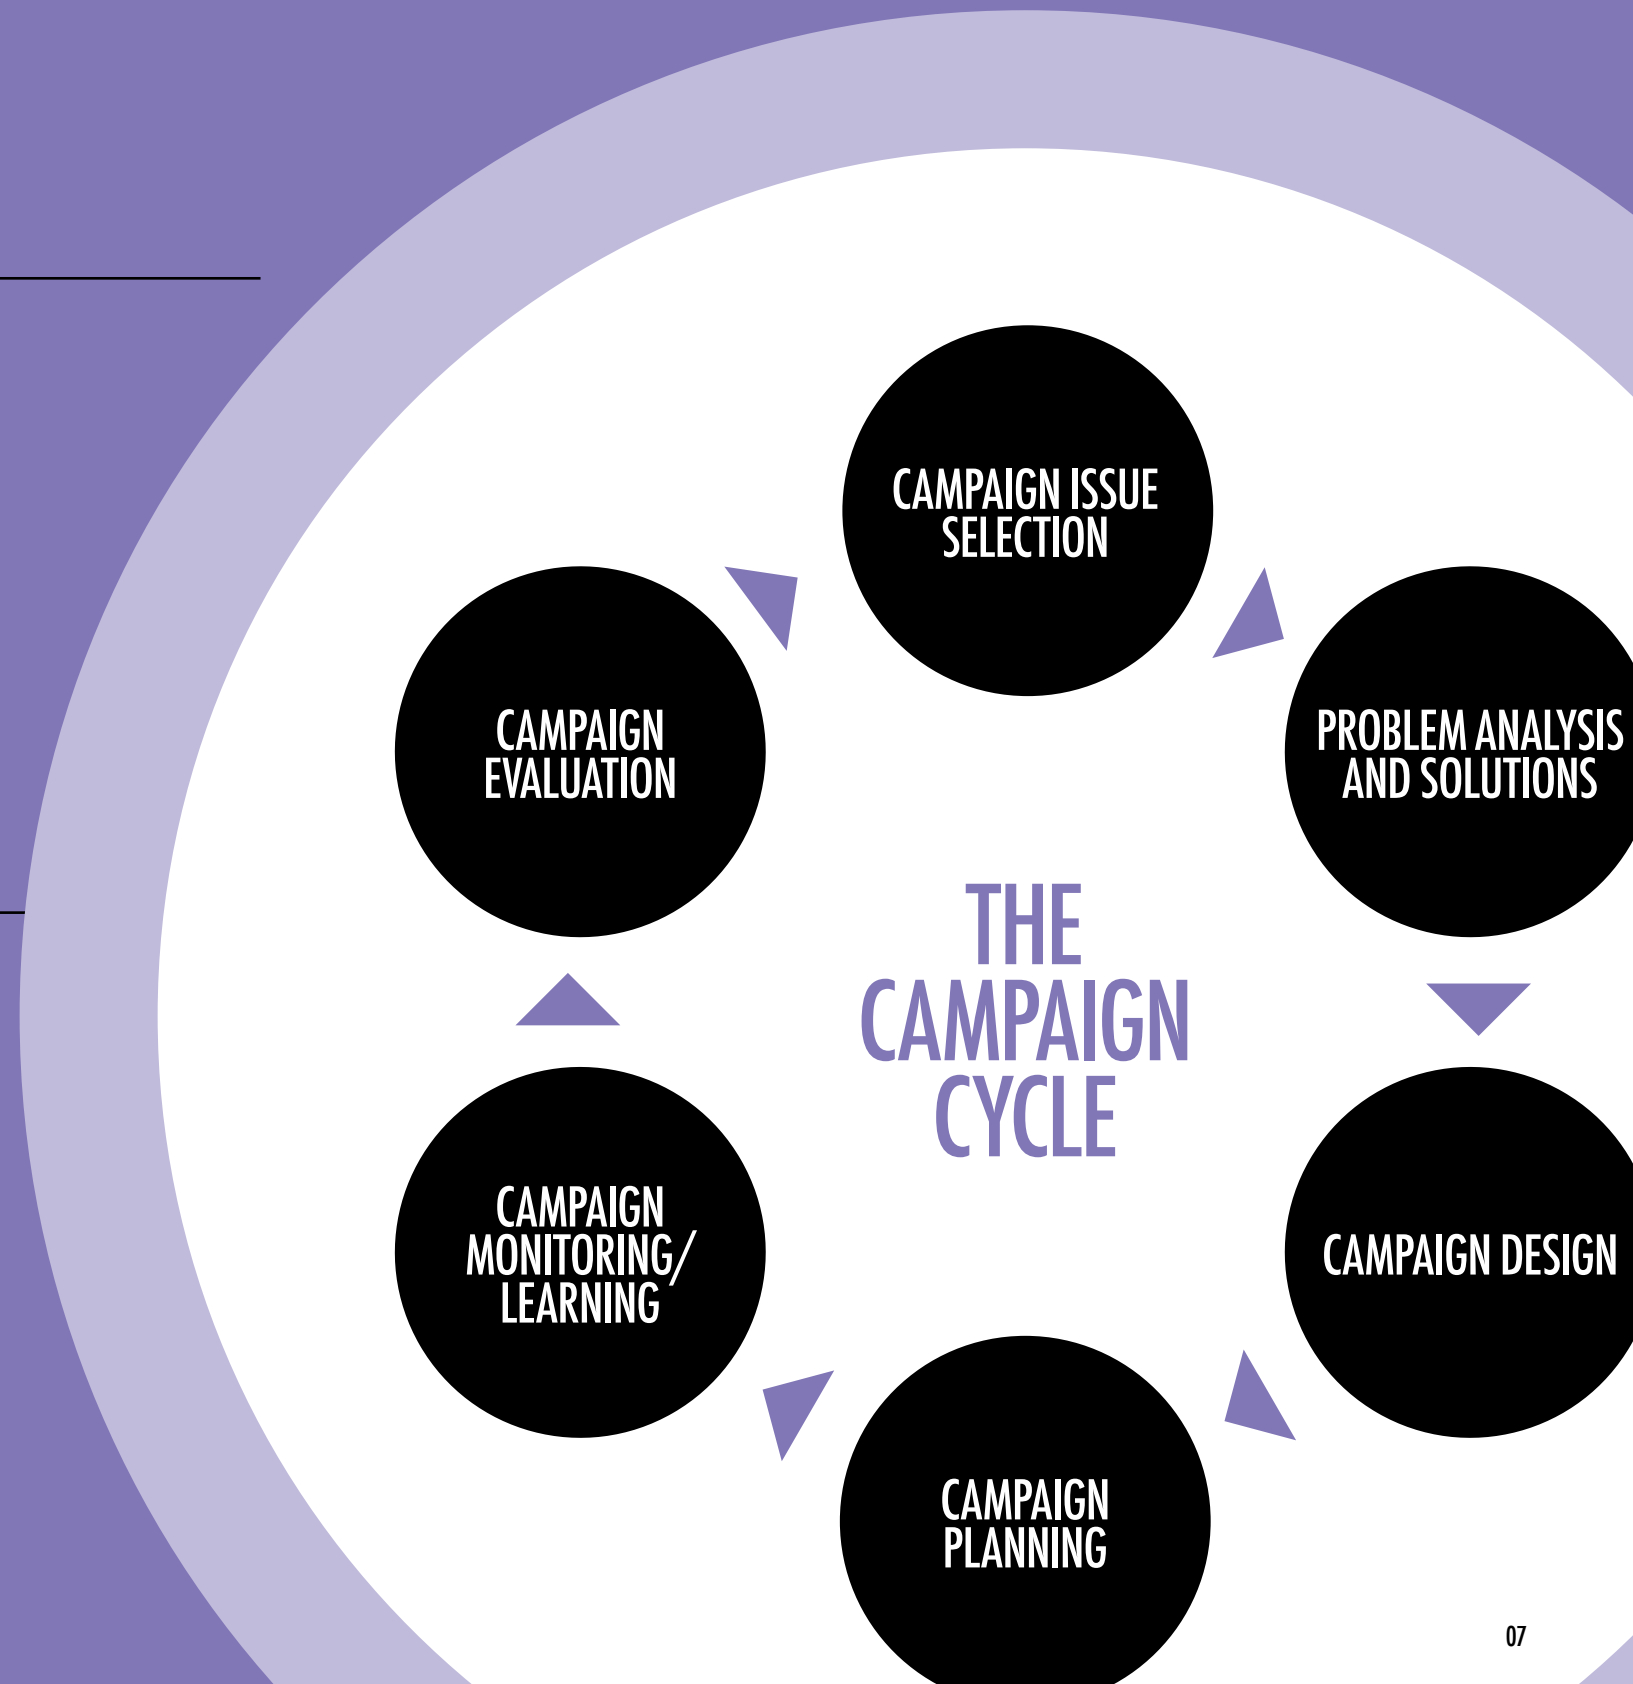 CAMPAIGN ISSUE
SELECTION
PROBLEM ANALYSIS
AND SOLUTIONS
CAMPAIGN DESIGN
CAMPAIGN
PLANNING
CAMPAIGN
MONITORING/
LEARNING
CAMPAIGN
EVALUATION
THE
CAMPAIGN
CYCLE
07